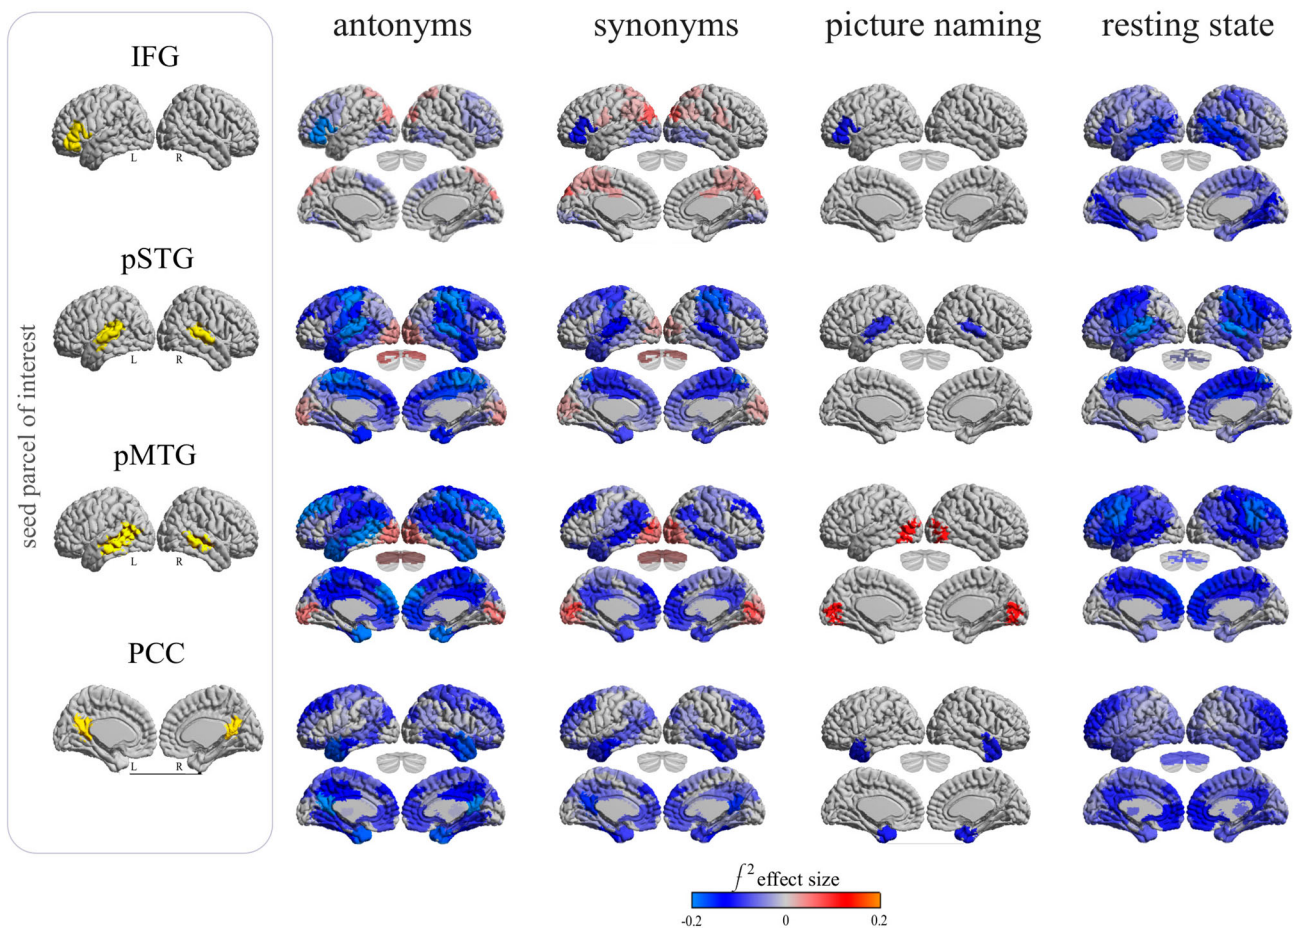 antonyms synonyms picture naming resting state
IFG
L R
pSTG
L R
seed parcel of interest
pMTG
L R
PCC
L R
f² effect size
-0.2 0 0.2